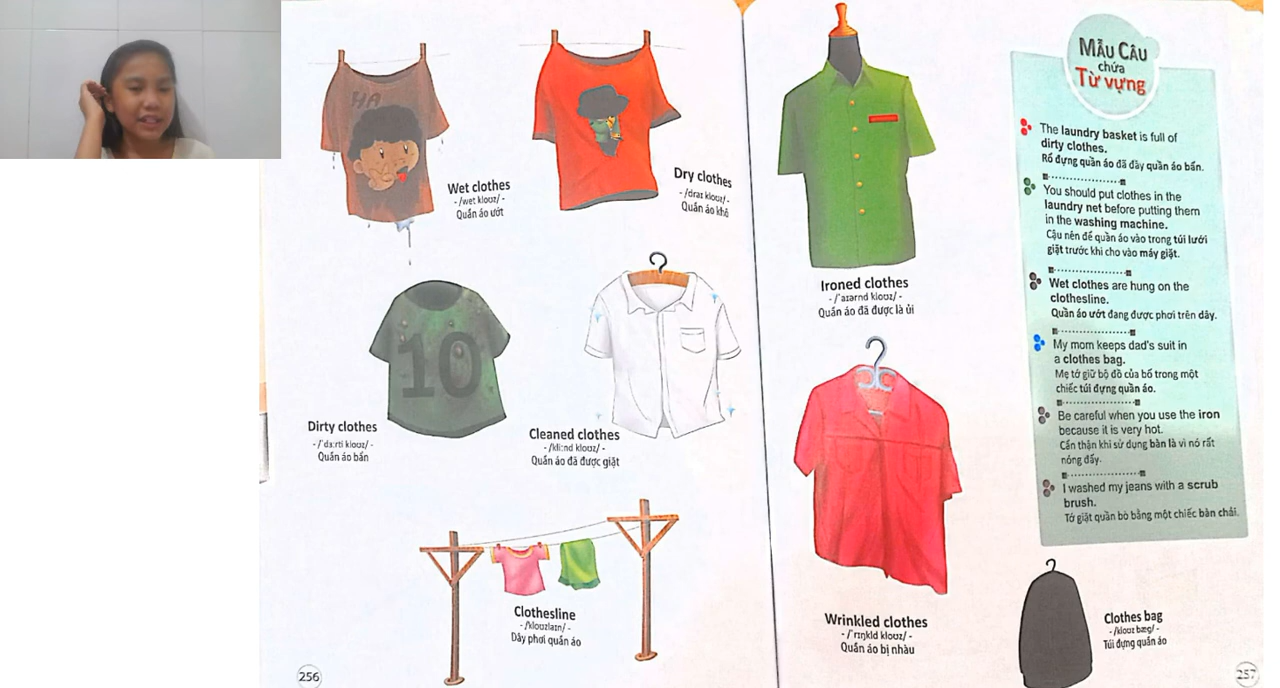 HA
Wet clothes
- /wet kloʊz/ -
Quần áo ướt
Dry clothes
- /draɪ kloʊz/ -
Quần áo khô
10
Dirty clothes
- /ˈdɜːrti kloʊz/ -
Quần áo bẩn
Cleaned clothes
- /kliːnd kloʊz/ -
Quần áo đã được giặt
Clothesline
- /kloʊzlaɪn/ -
Dây phơi quần áo
256
Ironed clothes
- /ˈaɪərnd kloʊz/ -
Quần áo đã được là ủi
Wrinkled clothes
- /ˈrɪŋkld kloʊz/ -
Quần áo bị nhàu
MẪU CÂU
chứa
Từ vựng
The laundry basket is full of
dirty clothes.
Rổ đựng quần áo đã đầy quần áo bẩn.
You should put clothes in the
laundry net before putting them
in the washing machine.
Cậu nên để quần áo vào trong túi lưới
giặt trước khi cho vào máy giặt.
Wet clothes are hung on the
clothesline.
Quần áo ướt đang được phơi trên dây.
My mom keeps dad's suit in
a clothes bag.
Mẹ tớ giữ bộ đồ của bố trong một
chiếc túi đựng quần áo.
Be careful when you use the iron
because it is very hot.
Cẩn thận khi sử dụng bàn là vì nó rất
nóng đấy.
I washed my jeans with a scrub
brush.
Tớ giặt quần bò bằng một chiếc bàn chải.
Clothes bag
- /kloʊz bæg/ -
Túi đựng quần áo
257